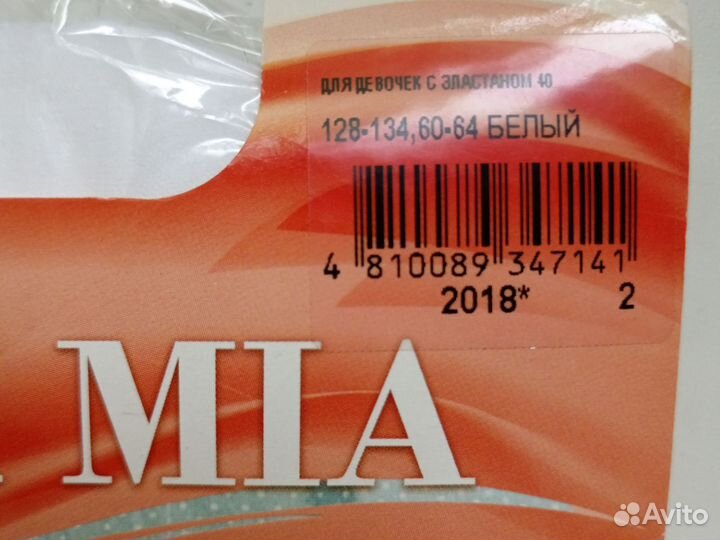 ДЛЯ ДЕВОЧЕК С ЭЛАСТАНОМ 40
128-134,60-64 БЕЛЫЙ
4 810089 347141
2018* 2
MIA
Avito